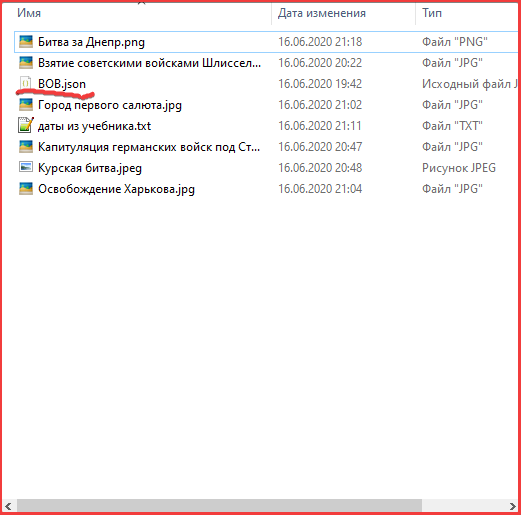 Имя Дата изменения Тип
Битва за Днепр.png 16.06.2020 21:18 Файл "PNG"
Взятие советскими войсками Шлиссел... 16.06.2020 20:22 Файл "JPG"
ВОВ.json 16.06.2020 19:42 Исходный файл J
Город первого салюта.jpg 16.06.2020 21:02 Файл "JPG"
даты из учебника.txt 16.06.2020 21:11 Файл "TXT"
Капитуляция германских войск под Ст... 16.06.2020 20:47 Файл "JPG"
Курская битва.jpeg 16.06.2020 20:48 Рисунок JPEG
Освобождение Харькова.jpg 16.06.2020 21:04 Файл "JPG"